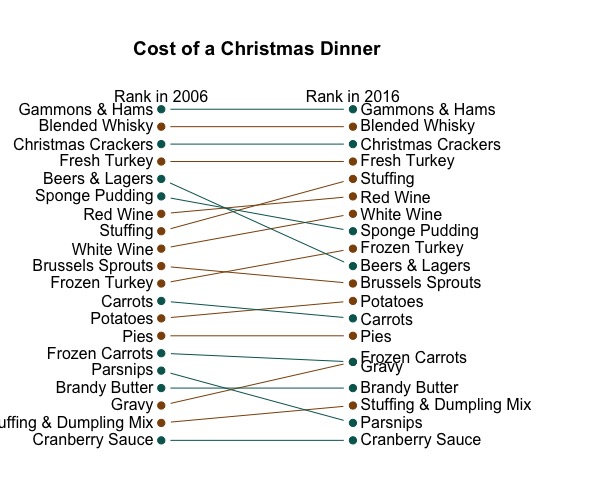 Cost of a Christmas Dinner
Rank in 2006 Rank in 2016
Gammons & Hams Gammons & Hams
Blended Whisky Blended Whisky
Christmas Crackers Christmas Crackers
Fresh Turkey Fresh Turkey
Beers & Lagers Stuffing
Sponge Pudding Red Wine
Red Wine White Wine
Stuffing Sponge Pudding
White Wine Frozen Turkey
Brussels Sprouts Beers & Lagers
Frozen Turkey Brussels Sprouts
Carrots Potatoes
Potatoes Carrots
Pies Pies
Frozen Carrots Frozen Carrots
Parsnips Gravy
Brandy Butter Brandy Butter
Gravy Stuffing & Dumpling Mix
uffing & Dumpling Mix Parsnips
Cranberry Sauce Cranberry Sauce